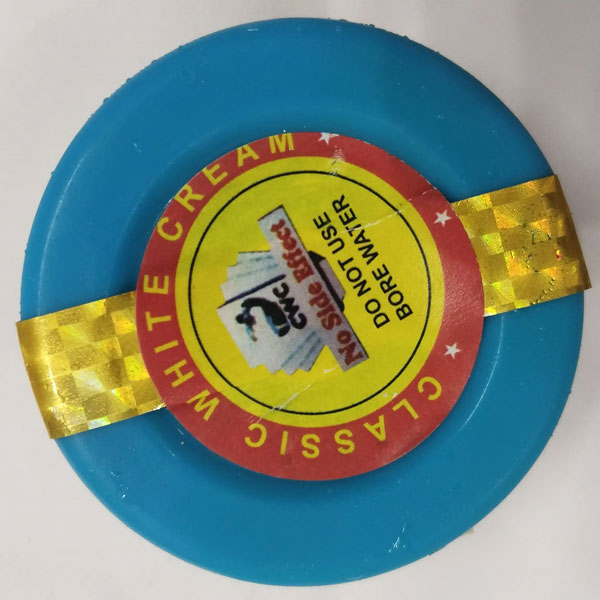 CLASSIC WHITE CREAM
CWC
No Side Effect
DO NOT USE
BORE WATER